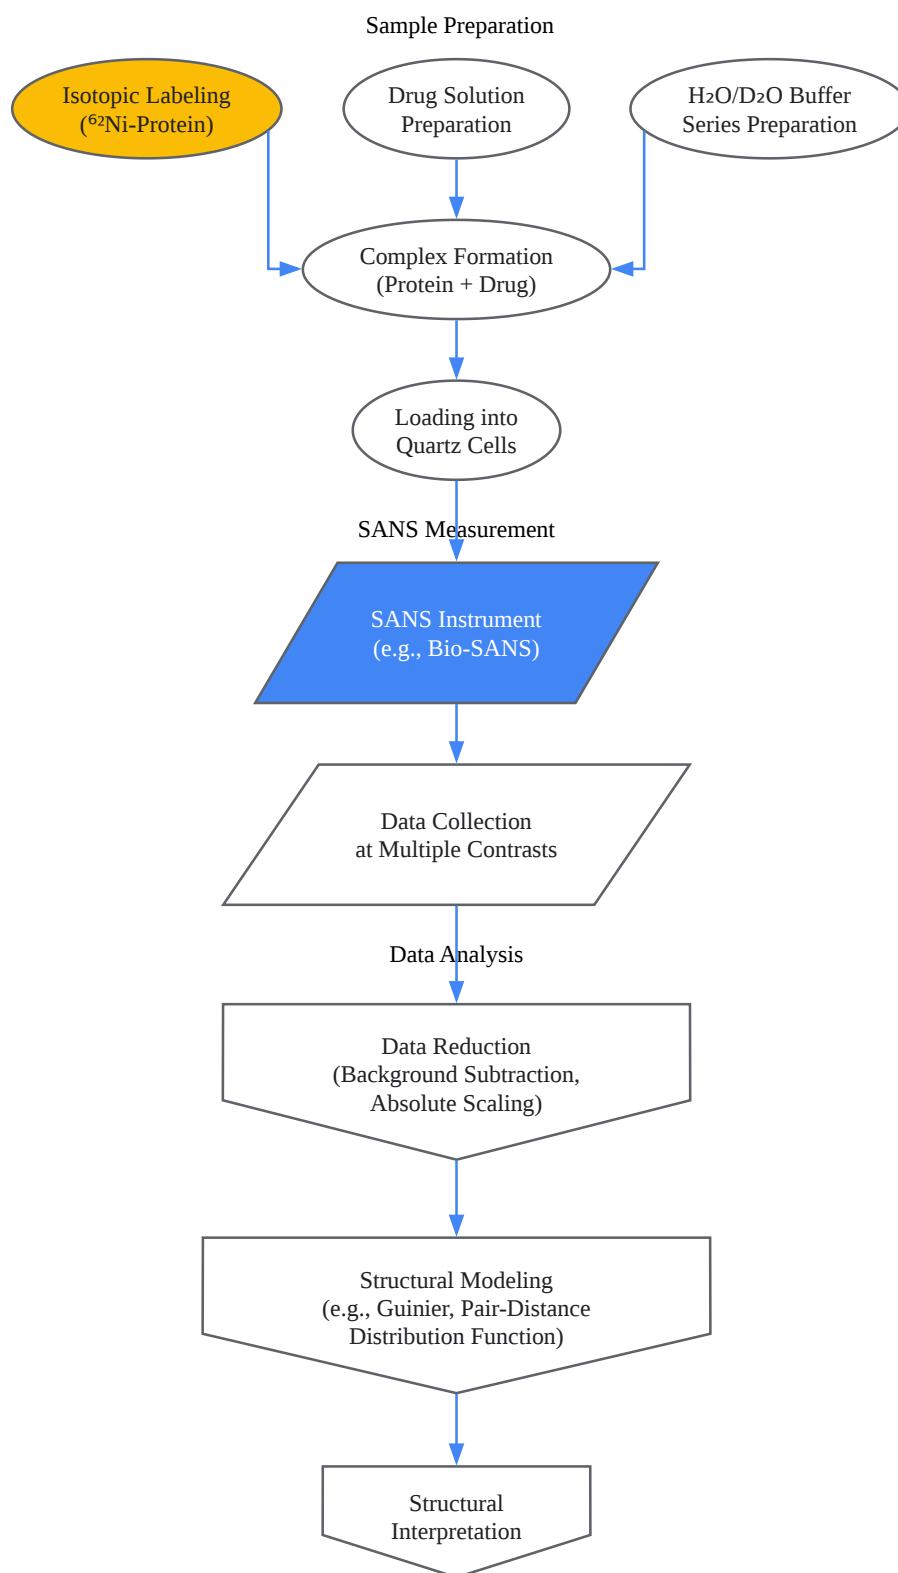 Sample Preparation
Isotopic Labeling
(⁶²Ni-Protein)
Drug Solution
Preparation
H₂O/D₂O Buffer
Series Preparation
Complex Formation
(Protein + Drug)
Loading into
Quartz Cells
SANS Measurement
SANS Instrument
(e.g., Bio-SANS)
Data Collection
at Multiple Contrasts
Data Analysis
Data Reduction
(Background Subtraction,
Absolute Scaling)
Structural Modeling
(e.g., Guinier, Pair-Distance
Distribution Function)
Structural
Interpretation